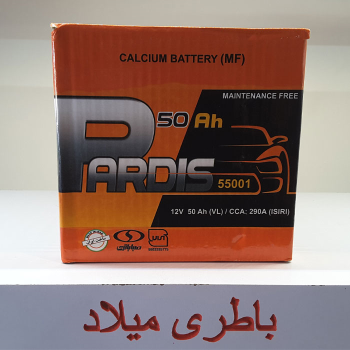 CALCIUM BATTERY (MF)
MAINTENANCE FREE
50 Ah
PARDIS
55001
12V 50 Ah (VL) / CCA: 290A (ISIRI)
باطری میلاد